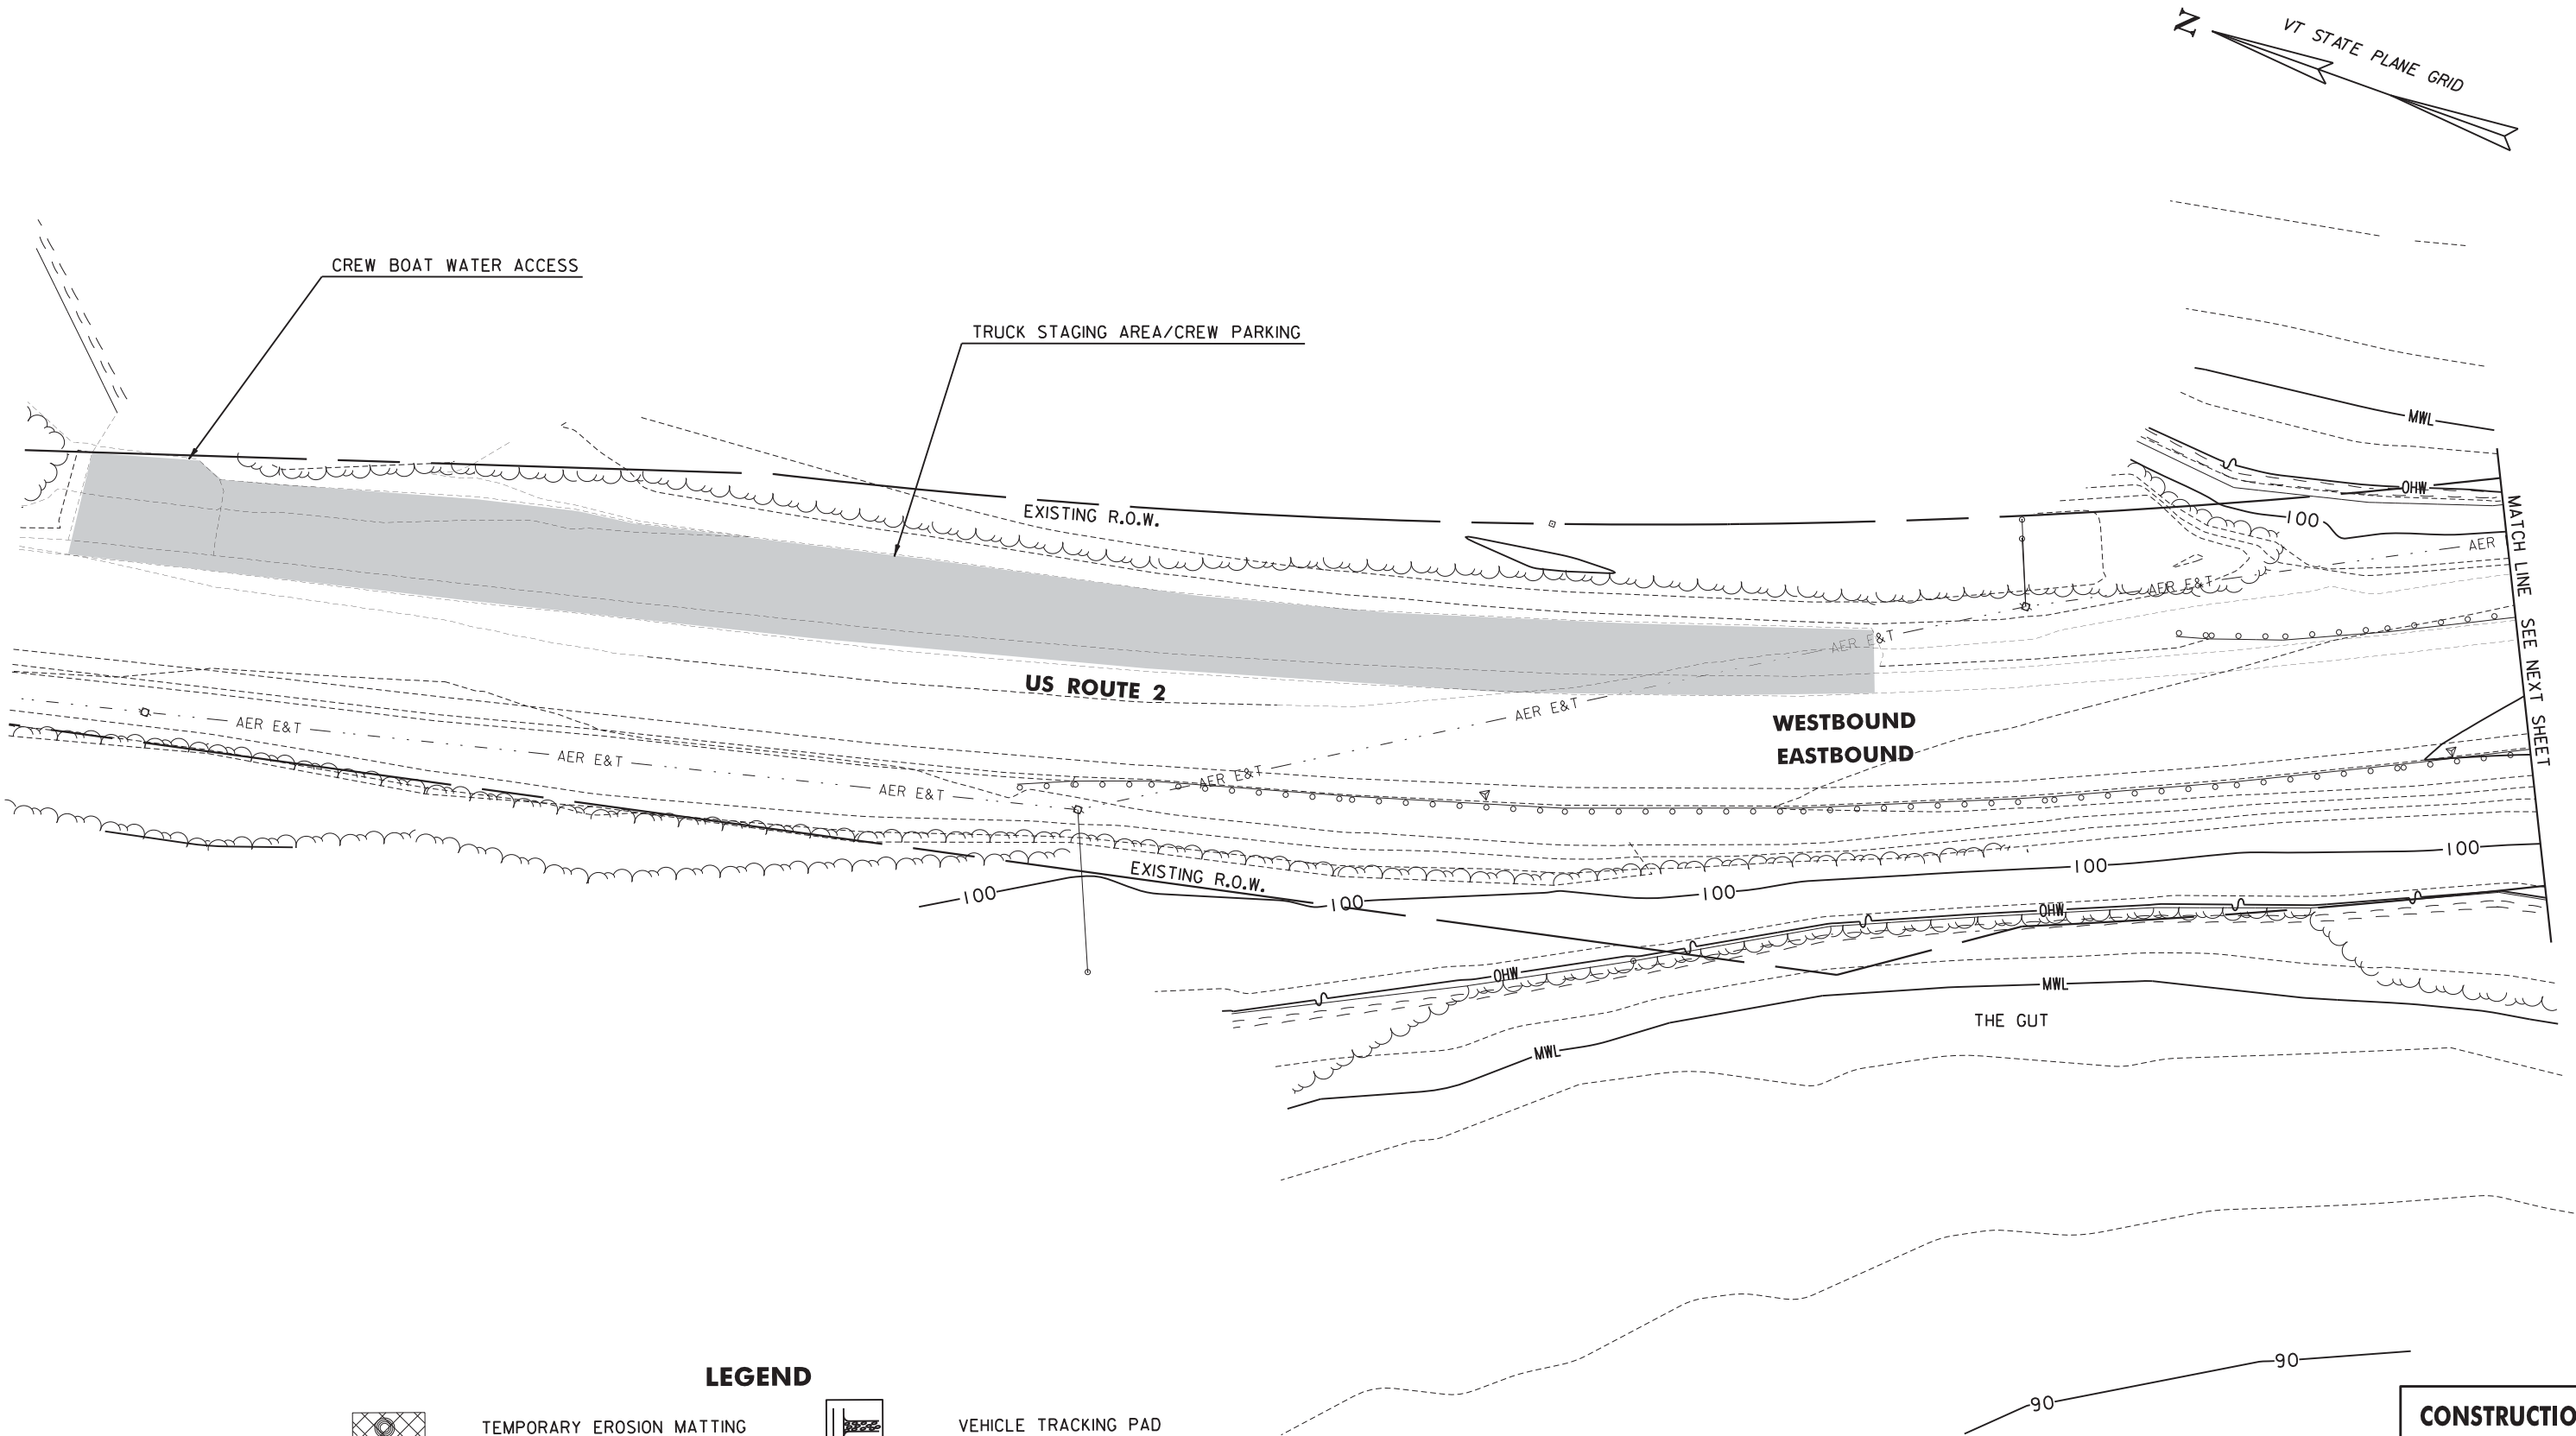 N
VT STATE PLANE GRID
CREW BOAT WATER ACCESS
TRUCK STAGING AREA/CREW PARKING
MWL
OHW
EXISTING R.O.W.
100
AER
AER E&T
AER E&T
MATCH LINE SEE NEXT SHEET
US ROUTE 2
AER E&T
WESTBOUND
EASTBOUND
AER E&T
AER E&T
AER E&T
AER E&T
EXISTING R.O.W.
100
100
100
100
100
OHW
OHW
MWL
MWL
THE GUT
90
90
LEGEND
TEMPORARY EROSION MATTING
VEHICLE TRACKING PAD